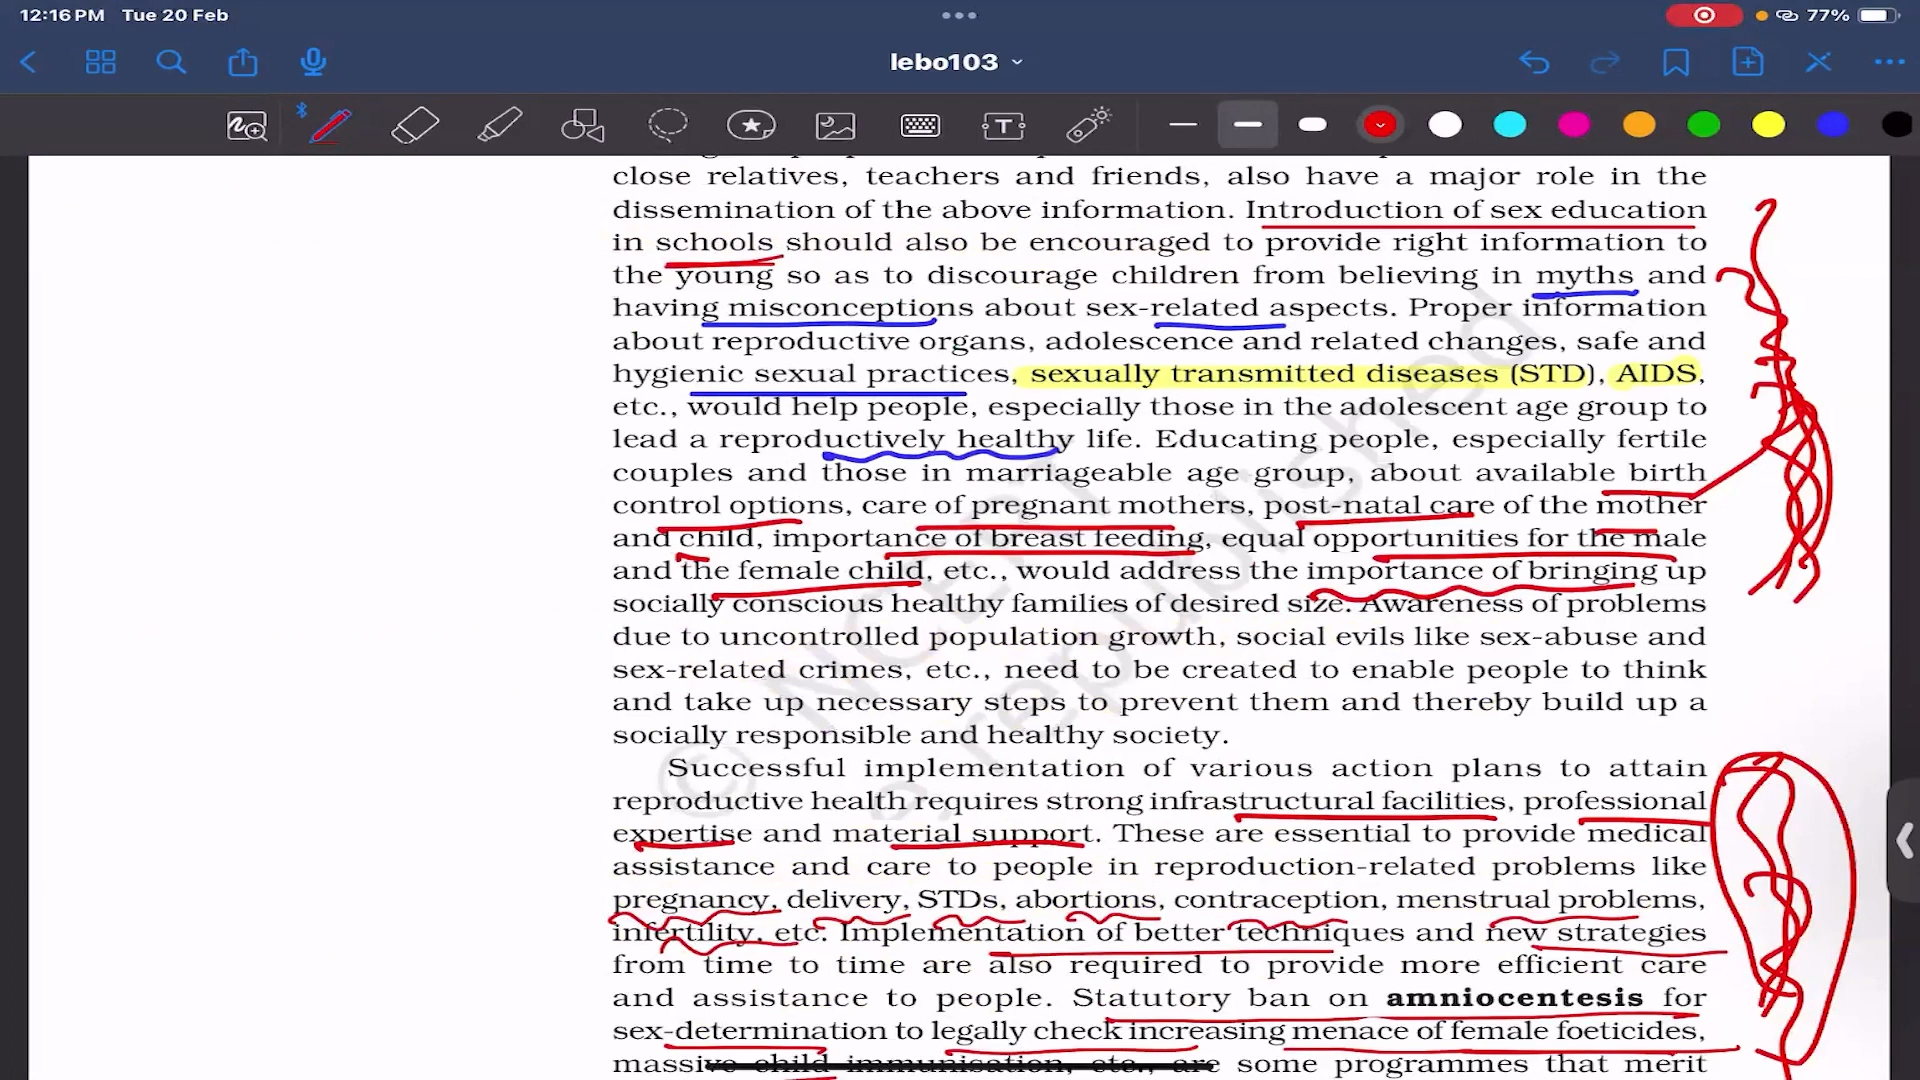 12:16 PM Tue 20 Feb
77%
lebo103
close relatives, teachers and friends, also have a major role in the
dissemination of the above information. Introduction of sex education
in schools should also be encouraged to provide right information to
the young so as to discourage children from believing in myths and
having misconceptions about sex-related aspects. Proper information
about reproductive organs, adolescence and related changes, safe and
hygienic sexual practices, sexually transmitted diseases (STD), AIDS,
etc., would help people, especially those in the adolescent age group to
lead a reproductively healthy life. Educating people, especially fertile
couples and those in marriageable age group, about available birth
control options, care of pregnant mothers, post-natal care of the mother
and child, importance of breast feeding, equal opportunities for the male
and the female child, etc., would address the importance of bringing up
socially conscious healthy families of desired size. Awareness of problems
due to uncontrolled population growth, social evils like sex-abuse and
sex-related crimes, etc., need to be created to enable people to think
and take up necessary steps to prevent them and thereby build up a
socially responsible and healthy society.
Successful implementation of various action plans to attain
reproductive health requires strong infrastructural facilities, professional
expertise and material support. These are essential to provide medical
assistance and care to people in reproduction-related problems like
pregnancy, delivery, STDs, abortions, contraception, menstrual problems,
infertility, etc. Implementation of better techniques and new strategies
from time to time are also required to provide more efficient care
and assistance to people. Statutory ban on amniocentesis for
sex-determination to legally check increasing menace of female foeticides,
massive child immunisation, etc., are some programmes that merit